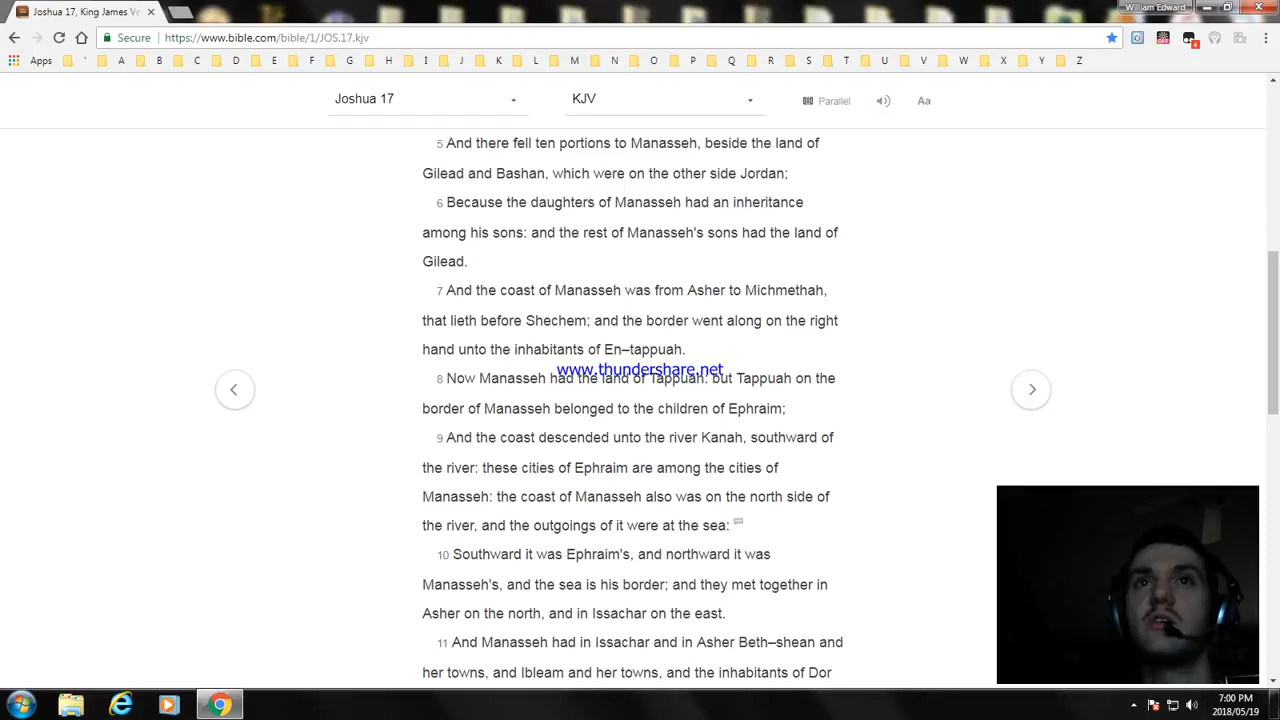 Joshua 17, King James Ve
William Edward
Secure https://www.bible.com/bible/1/JOS.17.kjv
OFF
4
Apps ' A B C D E F G H I J K L M N O P Q R S T U V W X Y Z
Joshua 17 KJV Parallel Aa
5 And there fell ten portions to Manasseh, beside the land of
Gilead and Bashan, which were on the other side Jordan;
6 Because the daughters of Manasseh had an inheritance
among his sons: and the rest of Manasseh's sons had the land of
Gilead.
7 And the coast of Manasseh was from Asher to Michmethah,
that lieth before Shechem; and the border went along on the right
hand unto the inhabitants of En–tappuah.
www.thundershare.net
8 Now Manasseh had the land of Tappuah: but Tappuah on the
border of Manasseh belonged to the children of Ephraim;
9 And the coast descended unto the river Kanah, southward of
the river: these cities of Ephraim are among the cities of
Manasseh: the coast of Manasseh also was on the north side of
the river, and the outgoings of it were at the sea:
10 Southward it was Ephraim's, and northward it was
Manasseh's, and the sea is his border; and they met together in
Asher on the north, and in Issachar on the east.
11 And Manasseh had in Issachar and in Asher Beth–shean and
her towns, and Ibleam and her towns, and the inhabitants of Dor
7:00 PM
2018/05/19